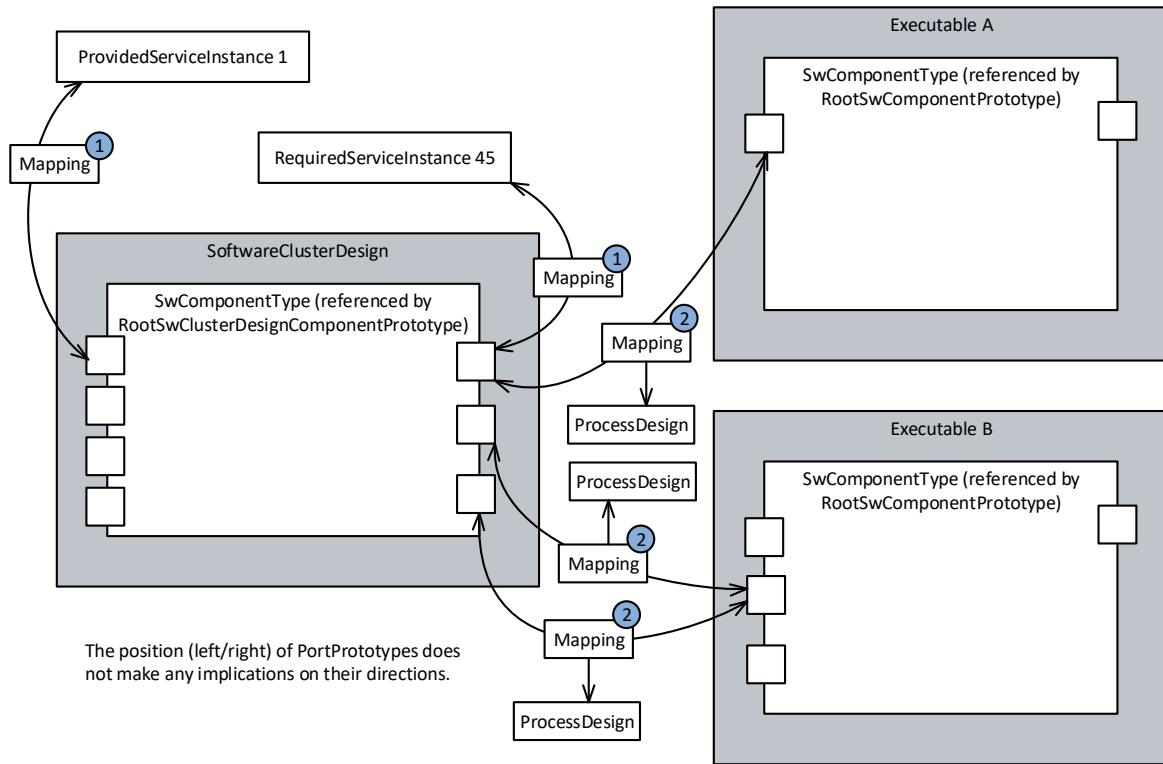 Executable A
ProvidedServiceInstance 1
SwComponentType (referenced by
RootSwComponentPrototype)
1
Mapping
RequiredServiceInstance 45
SoftwareClusterDesign
1
Mapping
SwComponentType (referenced by
RootSwClusterDesignComponentPrototype)
2
Mapping
ProcessDesign
Executable B
ProcessDesign
SwComponentType (referenced by
RootSwComponentPrototype)
2
Mapping
2
Mapping
The position (left/right) of PortPrototypes does
not make any implications on their directions.
ProcessDesign